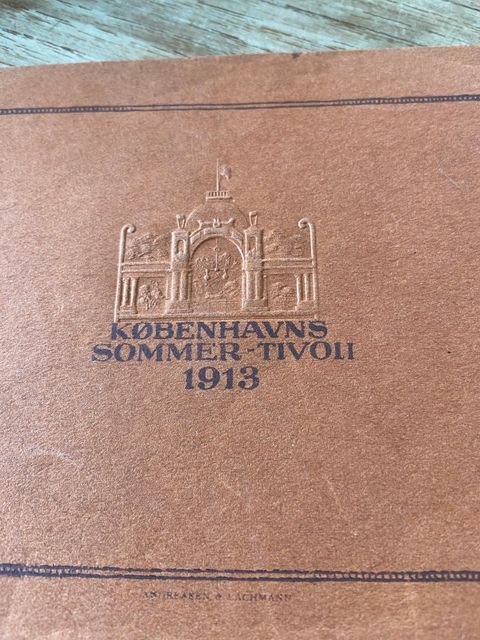 KØBENHAVNS
SOMMER-TIVOLI
1913
ANDREASEN & LACHMANN